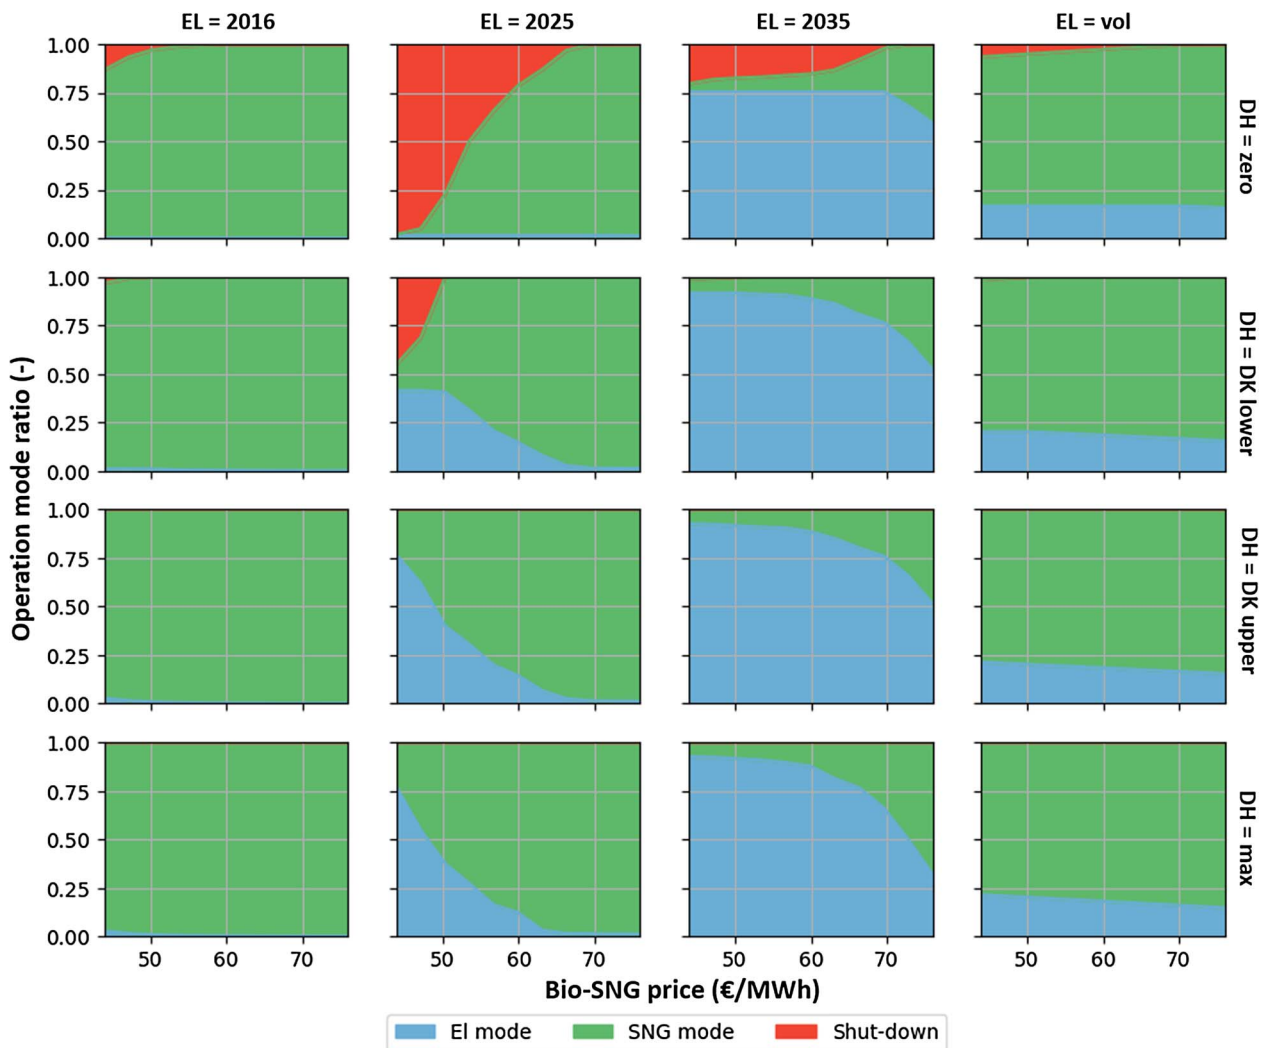 EL = 2016 EL = 2025 EL = 2035 EL = vol
1.00
0.75
0.50
0.25
0.00
DH = zero
1.00
0.75
0.50
0.25
0.00
DH = DK lower
1.00
0.75
0.50
0.25
0.00
DH = DK upper
1.00
0.75
0.50
0.25
0.00
DH = max
Operation mode ratio (-)
50 60 70 50 60 70 50 60 70 50 60 70
Bio-SNG price (€/MWh)
El mode SNG mode Shut-down